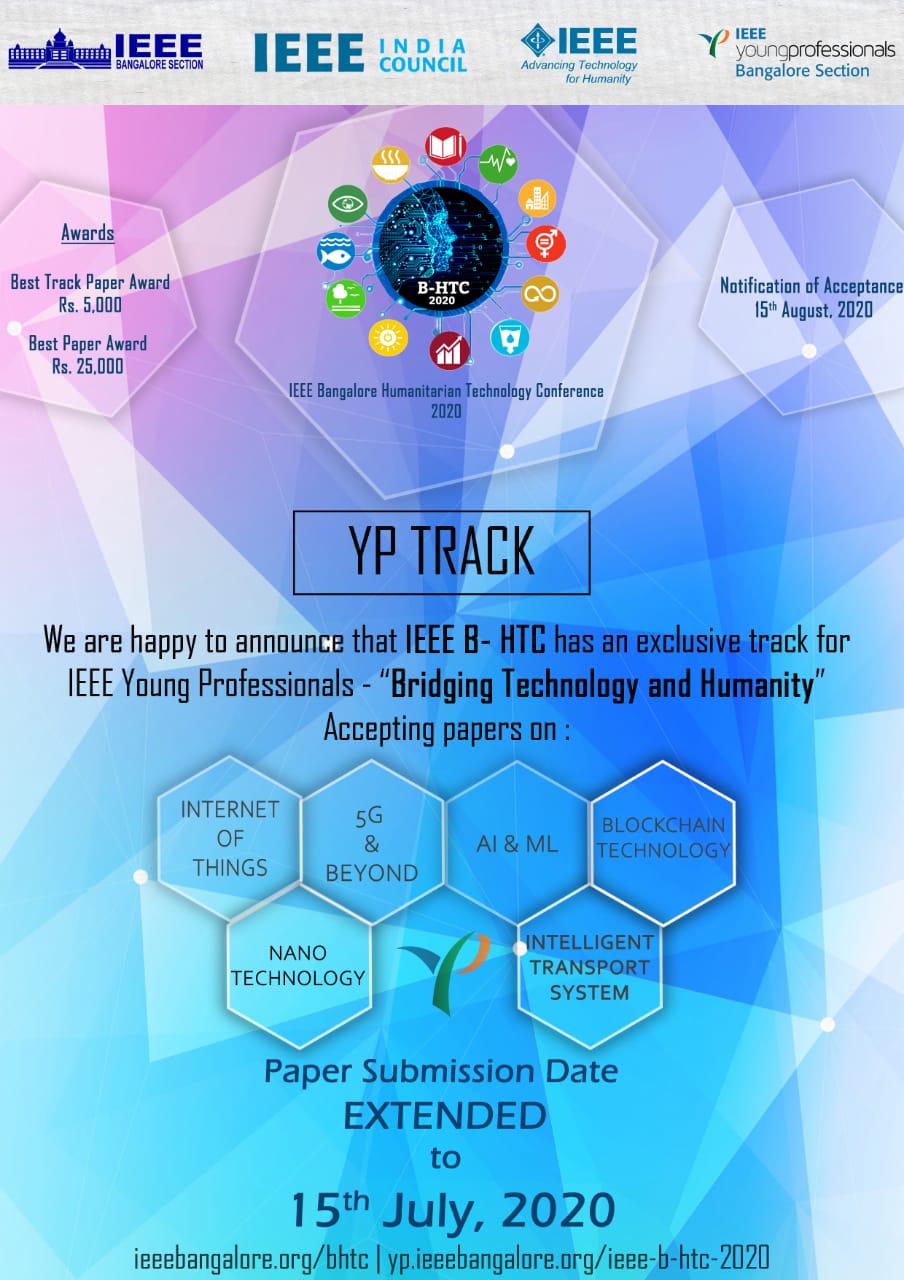 IEEE
BANGALORE SECTION
IEEE INDIA
COUNCIL
IEEE
Advancing Technology
for Humanity
IEEE
youngprofessionals
Bangalore Section
Awards
Best Track Paper Award
Rs. 5,000
Best Paper Award
Rs. 25,000
B-HTC
2020
IEEE Bangalore Humanitarian Technology Conference
2020
Notification of Acceptance
15th August, 2020
YP TRACK
We are happy to announce that IEEE B- HTC has an exclusive track for
IEEE Young Professionals - “Bridging Technology and Humanity”
Accepting papers on :
INTERNET
OF
THINGS
5G
&
BEYOND
AI & ML
BLOCKCHAIN
TECHNOLOGY
NANO
TECHNOLOGY
INTELLIGENT
TRANSPORT
SYSTEM
Paper Submission Date
EXTENDED
to
15th July, 2020
ieeebangalore.org/bhtc | yp.ieeebangalore.org/ieee-b-htc-2020